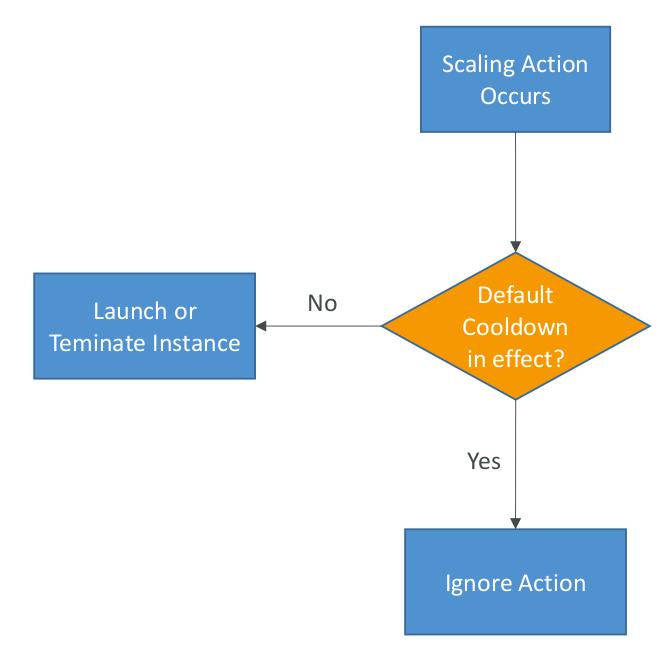 Scaling Action
Occurs
Default
Cooldown
in effect?
No
Launch or
Teminate Instance
Yes
Ignore Action